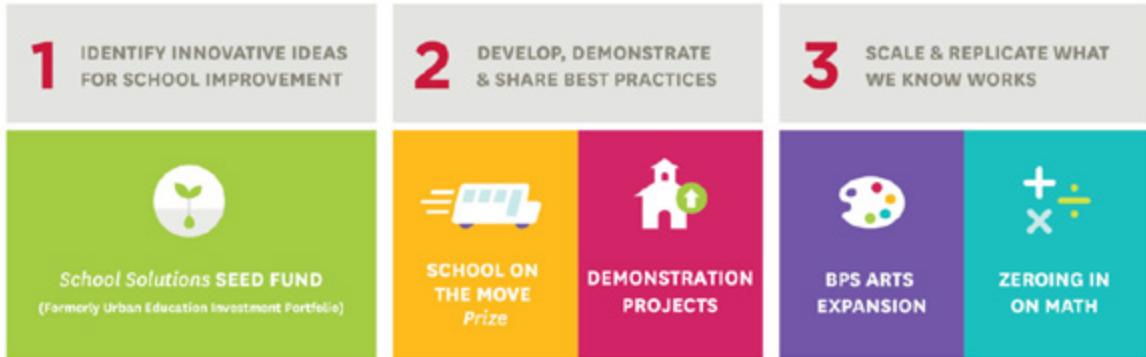 1
IDENTIFY INNOVATIVE IDEAS
FOR SCHOOL IMPROVEMENT
School Solutions SEED FUND
(Formerly Urban Education Investment Portfolio)
2
DEVELOP, DEMONSTRATE
& SHARE BEST PRACTICES
SCHOOL ON
THE MOVE
Prize
DEMONSTRATION
PROJECTS
3
SCALE & REPLICATE WHAT
WE KNOW WORKS
BPS ARTS
EXPANSION
ZEROING IN
ON MATH